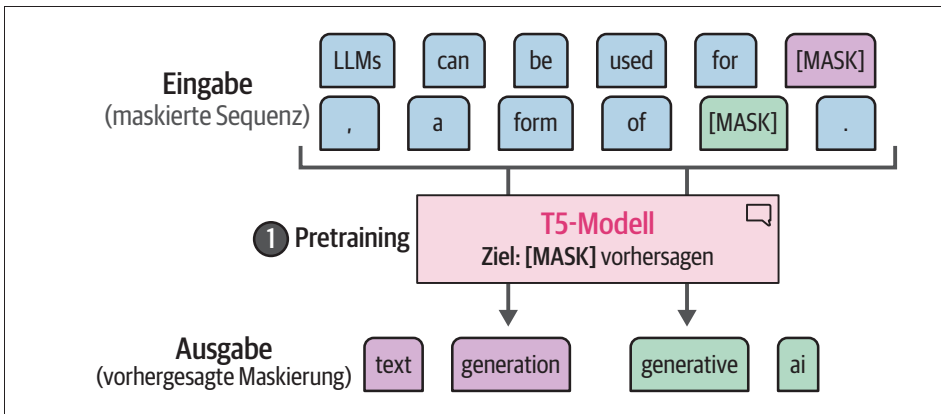 LLMs can be used for [MASK]
Eingabe
(maskierte Sequenz)
, a form of [MASK] .
T5-Modell
1 Pretraining
Ziel: [MASK] vorhersagen
Ausgabe
(vorhergesagte Maskierung)
text generation generative ai